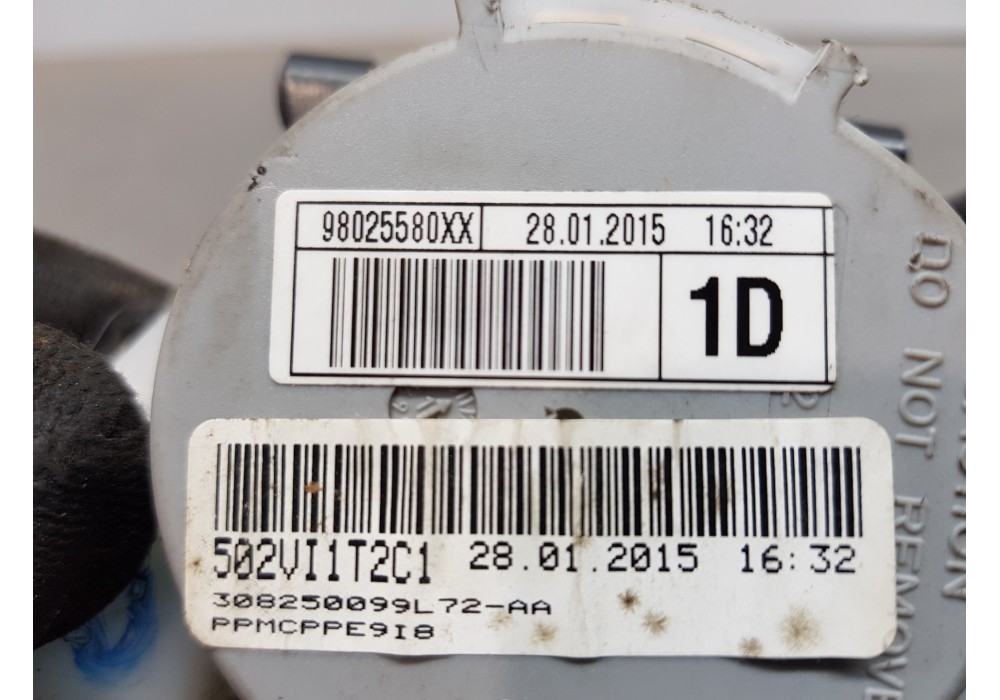 98025580XX 28.01.2015 16:32
1D
502VI1T2C1 28.01.2015 16:32
308250099L72-AA
PPMCPPE9I8
DO NOT REMOVE